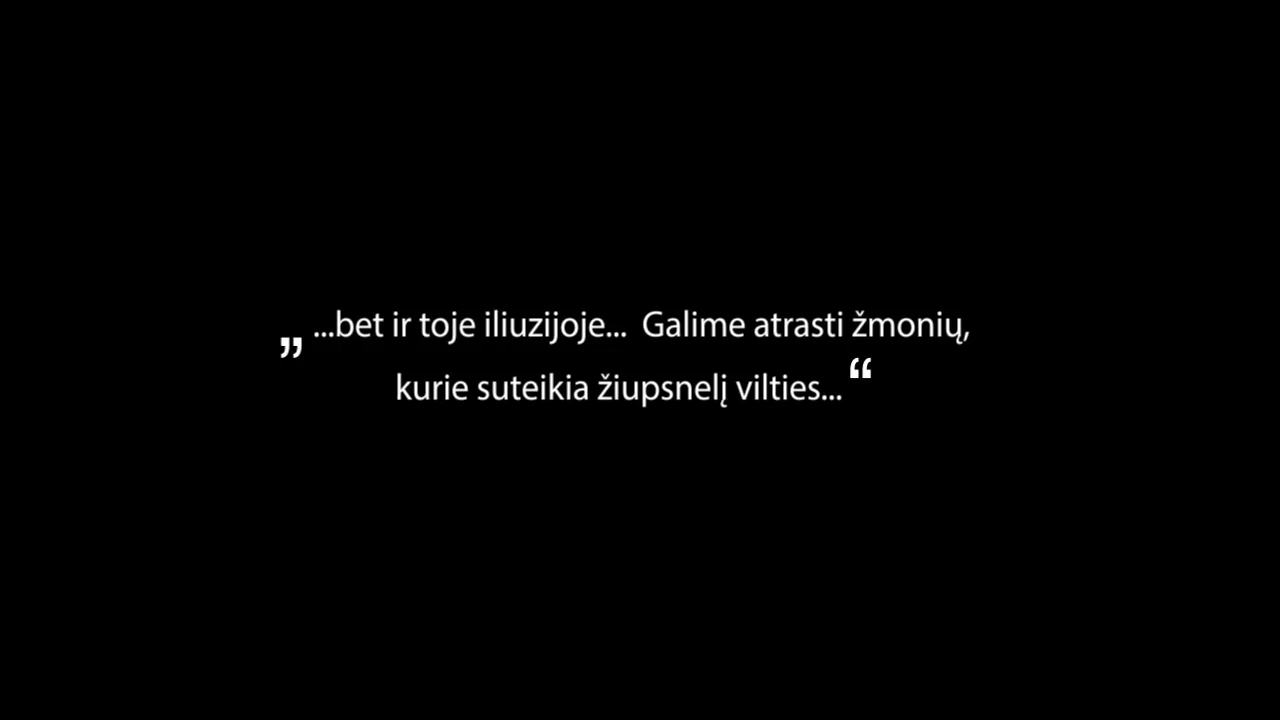 „ ...bet ir toje iliuzijoje...  Galime atrasti žmonių,
kurie suteikia žiupsnelį vilties... “